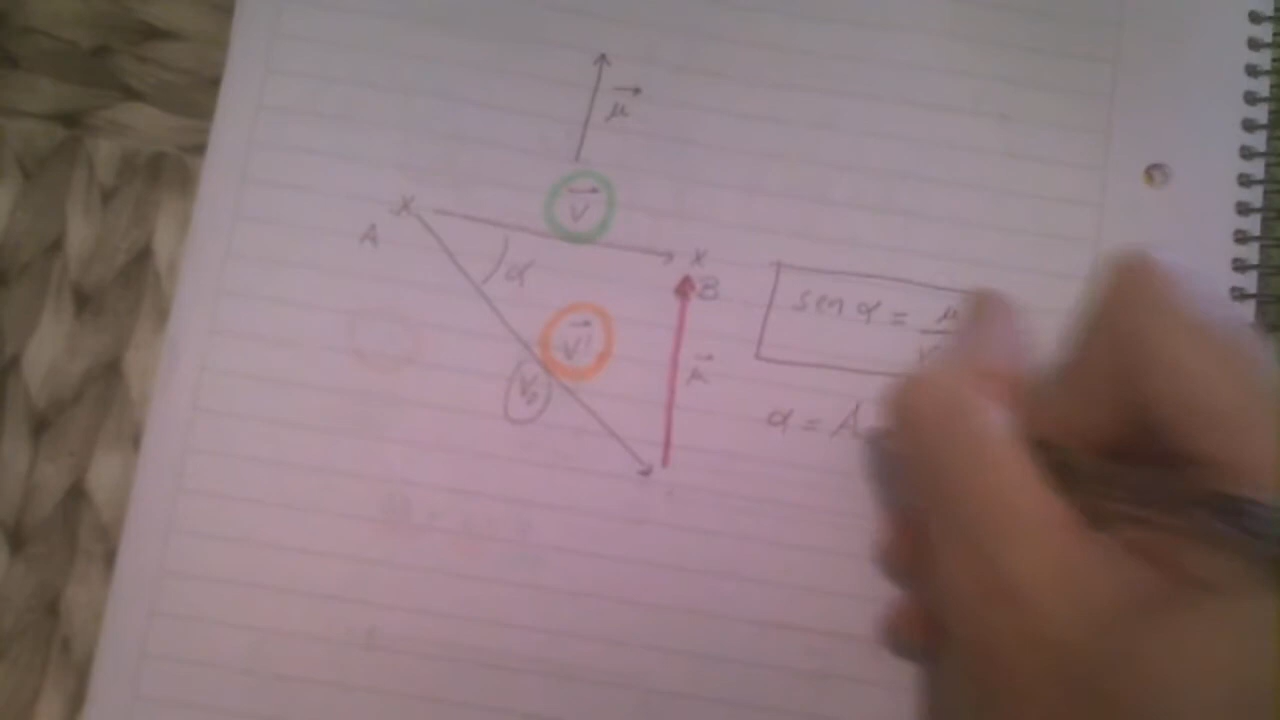 μ⃗
v⃗
A
α
B
v⃗'
μ⃗
V₀
sen α = μ
α = A